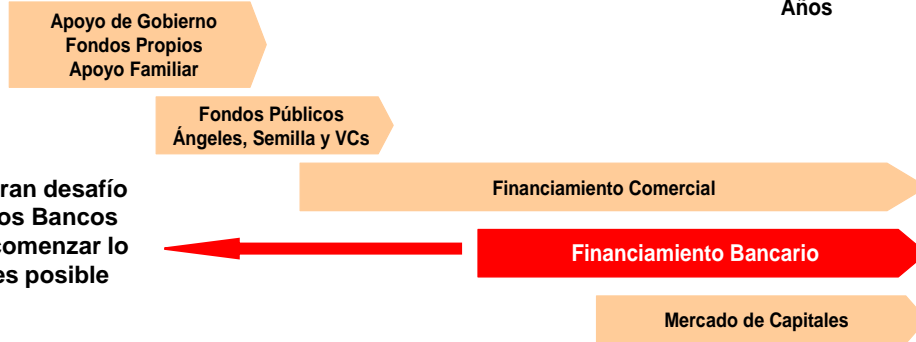 Años
Apoyo de Gobierno
Fondos Propios
Apoyo Familiar
Fondos Públicos
Ángeles, Semilla y VCs
Financiamiento Comercial
desafío
os Bancos
comenzar lo
es posible
Financiamiento Bancario
Mercado de Capitales